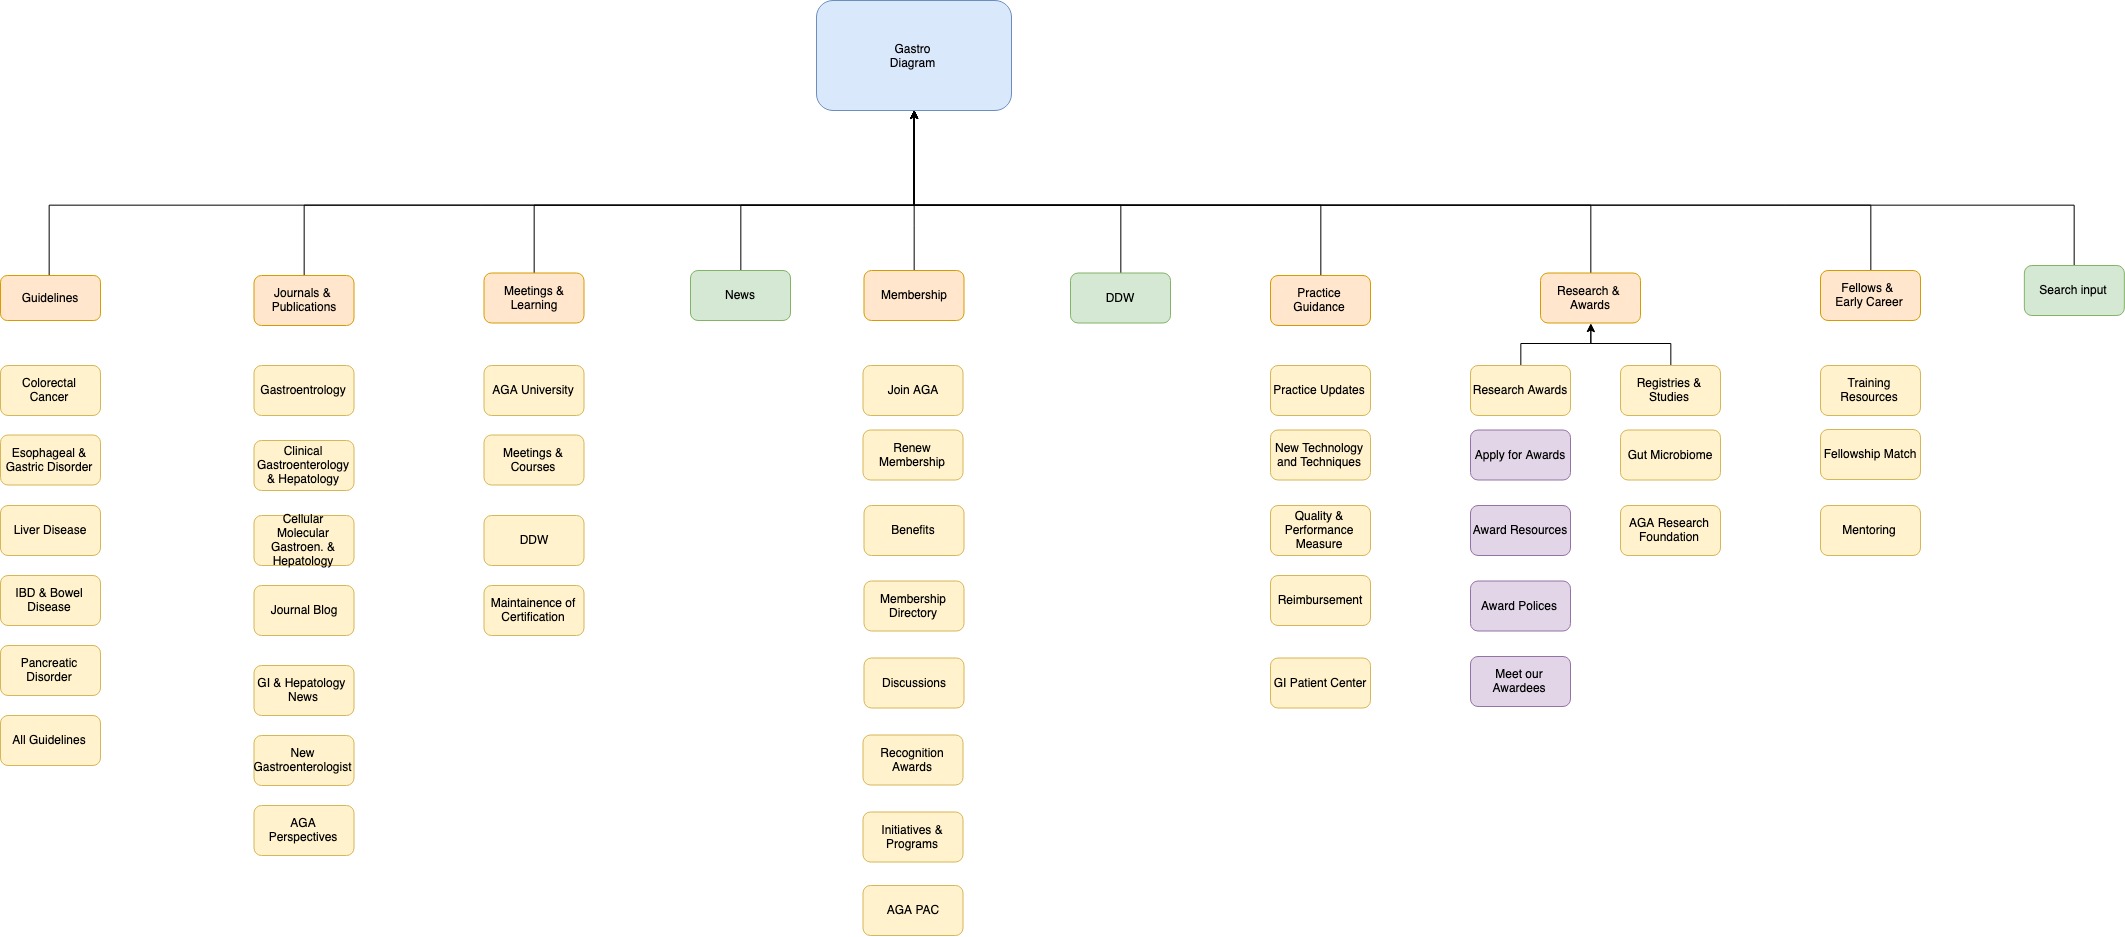 Gastro
Diagram
Guidelines
Journals &
Publications
Meetings &
Learning
News
Membership
DDW
Practice
Guidance
Research &
Awards
Fellows &
Early Career
Search input
Colorectal
Cancer
Esophageal &
Gastric Disorder
Liver Disease
IBD & Bowel
Disease
Pancreatic
Disorder
All Guidelines
Gastroentrology
Clinical
Gastroenterology
& Hepatology
Cellular
Molecular
Gastroen. &
Hepatology
Journal Blog
GI & Hepatology
News
New
Gastroenterologist
AGA
Perspectives
AGA University
Meetings &
Courses
DDW
Maintainence of
Certification
Join AGA
Renew
Membership
Benefits
Membership
Directory
Discussions
Recognition
Awards
Initiatives &
Programs
AGA PAC
Practice Updates
New Technology
and Techniques
Quality &
Performance
Measure
Reimbursement
GI Patient Center
Research Awards
Apply for Awards
Award Resources
Award Polices
Meet our
Awardees
Registries &
Studies
Gut Microbiome
AGA Research
Foundation
Training
Resources
Fellowship Match
Mentoring